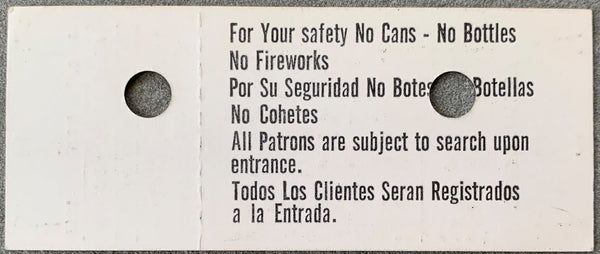 For Your safety No Cans - No Bottles
No Fireworks
Por Su Seguridad No Botes Botellas
No Cohetes
All Patrons are subject to search upon
entrance.
Todos Los Clientes Seran Registrados
a la Entrada.